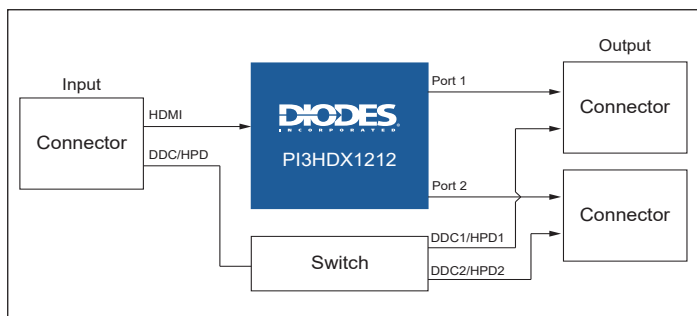 Input
Connector
HDMI
DDC/HPD
DIODES
INCORPORATED
PI3HDX1212
Switch
Port 1
Port 2
DDC1/HPD1
DDC2/HPD2
Output
Connector
Connector